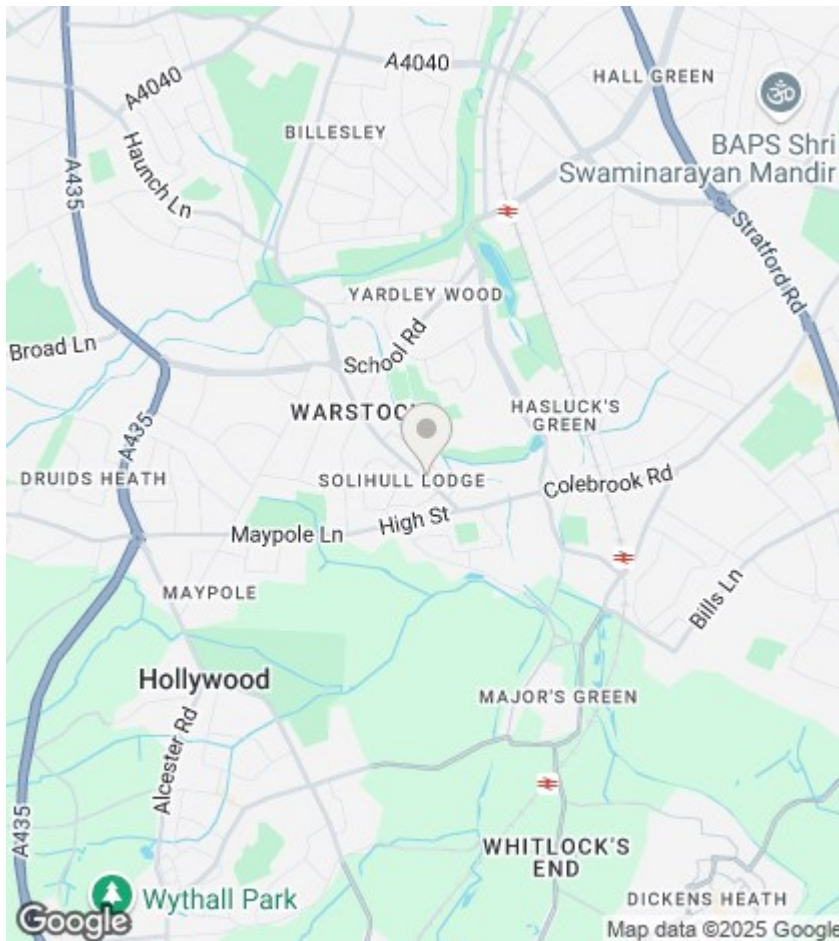 A4040
A4040
HALL GREEN
BILLESLEY
BAPS Shri
Swaminarayan Mandir
A435
Haunch Ln
Stratford Rd
YARDLEY WOOD
Broad Ln
School Rd
WARSTOCK
HASLUCK'S
GREEN
A435
DRUIDS HEATH
SOLIHULL LODGE
Colebrook Rd
High St
Maypole Ln
MAYPOLE
Bills Ln
Hollywood
MAJOR'S GREEN
Alcester Rd
A435
WHITLOCK'S
END
Wythall Park
DICKENS HEATH
Google
Map data ©2025 Google